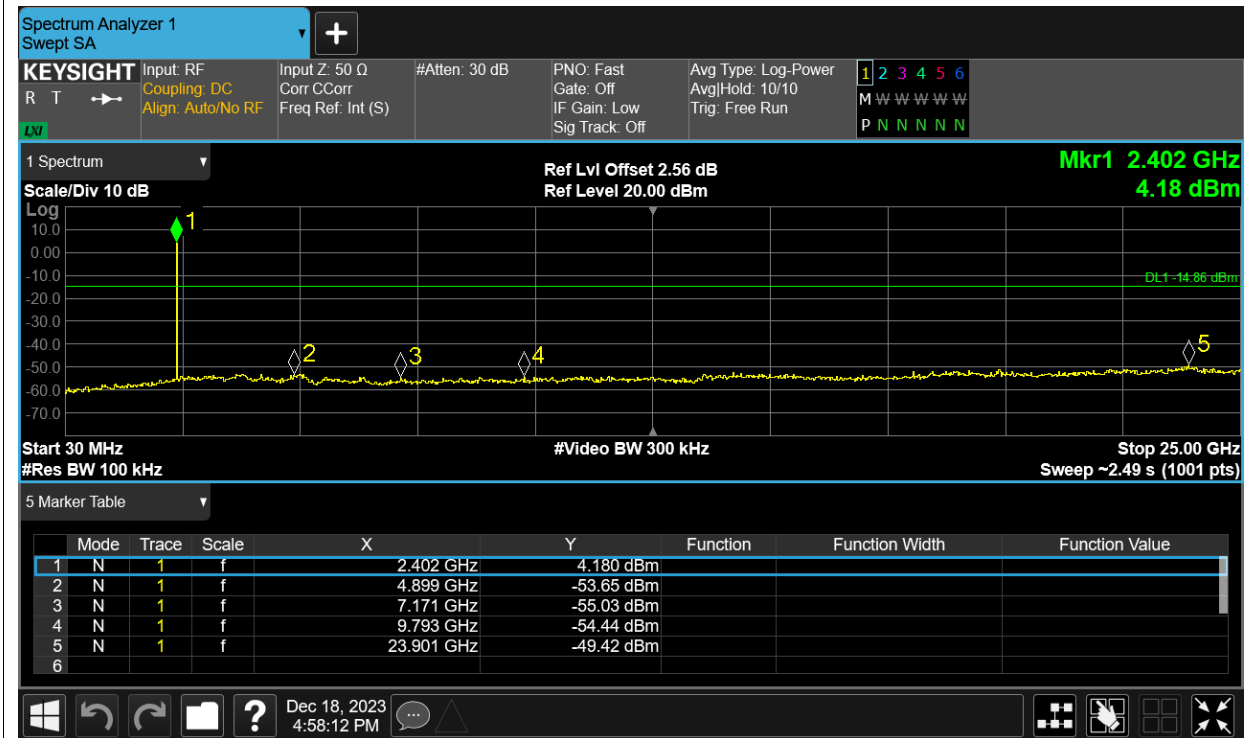 Spectrum Analyzer 1
Swept SA
KEYSIGHT
R T
LXI
Input: RF
Coupling: DC
Align: Auto/No RF
Input Z: 50 Ω
Corr CCorr
Freq Ref: Int (S)
#Atten: 30 dB
PNO: Fast
Gate: Off
IF Gain: Low
Sig Track: Off
Avg Type: Log-Power
Avg|Hold: 10/10
Trig: Free Run
1 2 3 4 5 6
M W W W W W
P N N N N N
1 Spectrum
Scale/Div 10 dB
Ref Lvl Offset 2.56 dB
Ref Level 20.00 dBm
Mkr1 2.402 GHz
4.18 dBm
Log
10.0
0.00
-10.0
-20.0
-30.0
-40.0
-50.0
-60.0
-70.0
1
2
3
4
5
DL1 -14.86 dBm
Start 30 MHz
#Res BW 100 kHz
#Video BW 300 kHz
Stop 25.00 GHz
Sweep ~2.49 s (1001 pts)
5 Marker Table
Mode Trace Scale X Y Function Function Width Function Value
1 N 1 f 2.402 GHz 4.180 dBm
2 N 1 f 4.899 GHz -53.65 dBm
3 N 1 f 7.171 GHz -55.03 dBm
4 N 1 f 9.793 GHz -54.44 dBm
5 N 1 f 23.901 GHz -49.42 dBm
6
?
Dec 18, 2023
4:58:12 PM